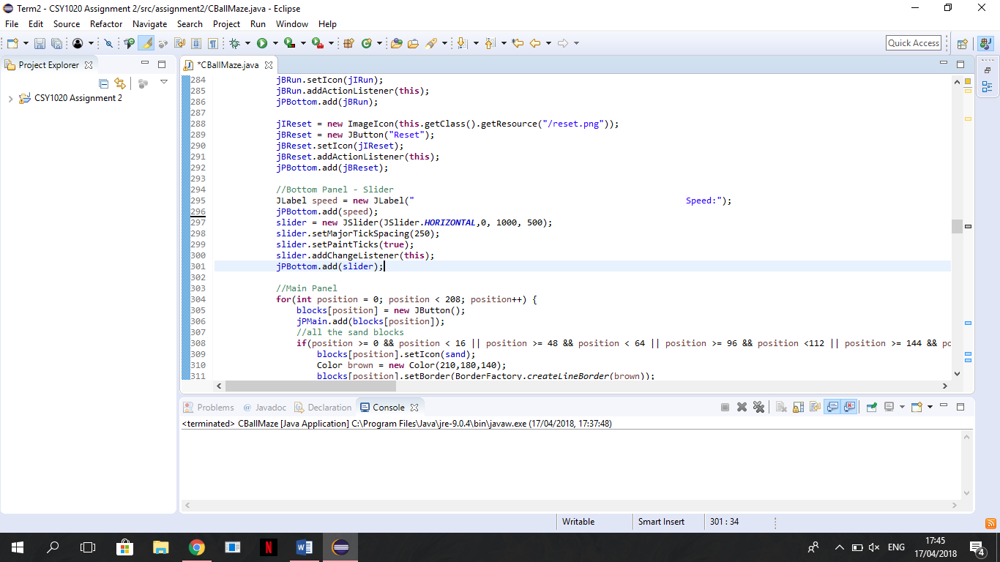 Term2 - CSY1020 Assignment 2/src/assignment2/CBallMaze.java - Eclipse
File Edit Source Refactor Navigate Search Project Run Window Help
Quick Access
Project Explorer
*CBallMaze.java
CSY1020 Assignment 2
284 jBRun.setIcon(jIRun);
285 jBRun.addActionListener(this);
286 jPBottom.add(jBRun);
287
288 jIReset = new ImageIcon(this.getClass().getResource("/reset.png"));
289 jBReset = new JButton("Reset");
290 jBReset.setIcon(jIReset);
291 jBReset.addActionListener(this);
292 jPBottom.add(jBReset);
293
294 //Bottom Panel - Slider
295 JLabel speed = new JLabel("                                                     Speed:");
296 jPBottom.add(speed);
297 slider = new JSlider(JSlider.HORIZONTAL,0, 1000, 500);
298 slider.setMajorTickSpacing(250);
299 slider.setPaintTicks(true);
300 slider.addChangeListener(this);
301 jPBottom.add(slider);
302
303 //Main Panel
304 for(int position = 0; position < 208; position++) {
305 blocks[position] = new JButton();
306 jPMain.add(blocks[position]);
307 //all the sand blocks
308 if(position >= 0 && position < 16 || position >= 48 && position < 64 || position >= 96 && position <112 || position >= 144 && po
309 blocks[position].setIcon(sand);
310 Color brown = new Color(210,180,140);
311 blocks[position].setBorder(BorderFactory.createLineBorder(brown));
Problems @ Javadoc Declaration Console
<terminated> CBallMaze [Java Application] C:\Program Files\Java\jre-9.0.4\bin\javaw.exe (17/04/2018, 17:37:48)
Writable Smart Insert 301 : 34
ENG 17:45
17/04/2018 4